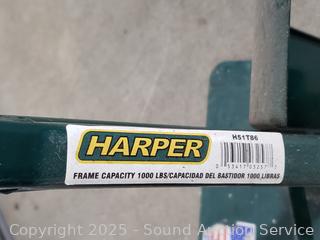 HARPER
H51T86
FRAME CAPACITY 1000 LBS/CAPACIDAD DEL BASTIDOR 1000 LIBRAS
Copyright 2025 - Sound Auction Service